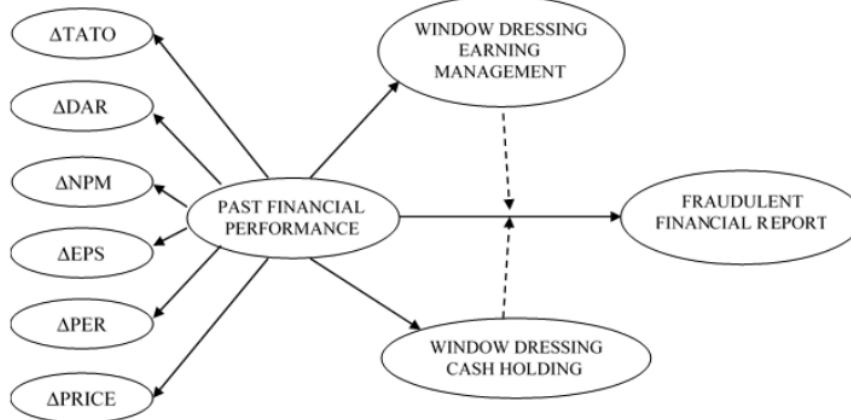 ΔTATO
ΔDAR
ΔNPM
ΔEPS
ΔPER
ΔPRICE
PAST FINANCIAL
PERFORMANCE
WINDOW DRESSING
EARNING
MANAGEMENT
WINDOW DRESSING
CASH HOLDING
FRAUDULENT
FINANCIAL REPORT